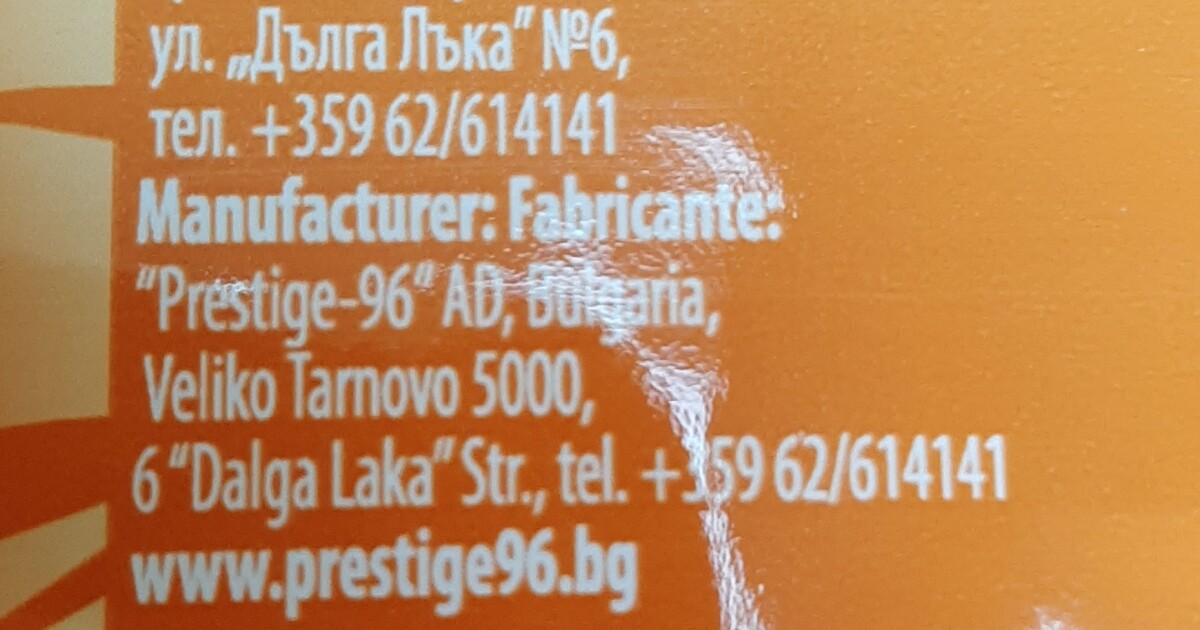 ул. „Дълга Лъка” №6,
тел. +359 62/614141
Manufacturer: Fabricante:
“Prestige-96“ AD, Bulgaria,
Veliko Tarnovo 5000,
6 “Dalga Laka” Str., tel. +359 62/614141
www.prestige96.bg